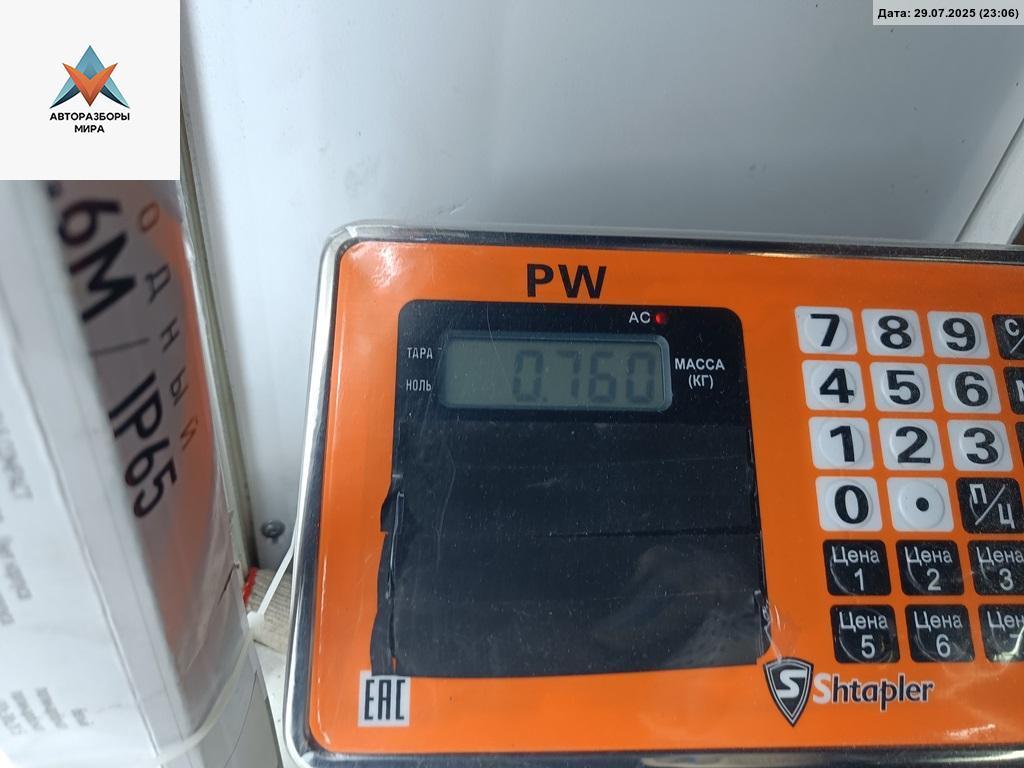 Дата: 29.07.2025 (23:06)
АВТОРАЗБОРЫ
МИРА
6М / IP65
ОДНЫЙ
PW
AC
ТАРА
НОЛЬ
0.760
МАССА
(КГ)
7 8 9 С/
4 5 6
1 2 3
0 • П/Ц
Цена 1 Цена 2 Цена 3
Цена 5 Цена 6
EAC
S Shtapler